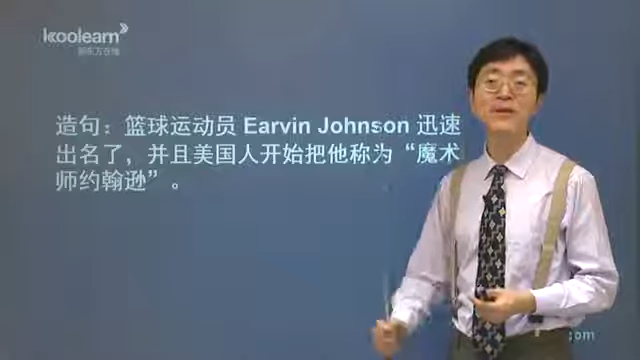 koolearn
新东方在线
造句：篮球运动员 Earvin Johnson 迅速
出名了，并且美国人开始把他称为“魔术
师约翰逊”。
.com